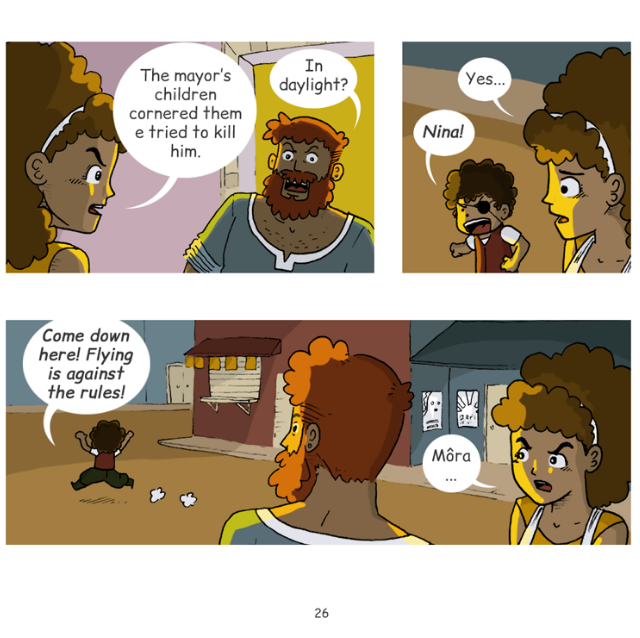 The mayor's
children
cornered them
e tried to kill
him.
In
daylight?
Yes...
Nina!
Come down
here! Flying
is against
the rules!
Môra
...
26